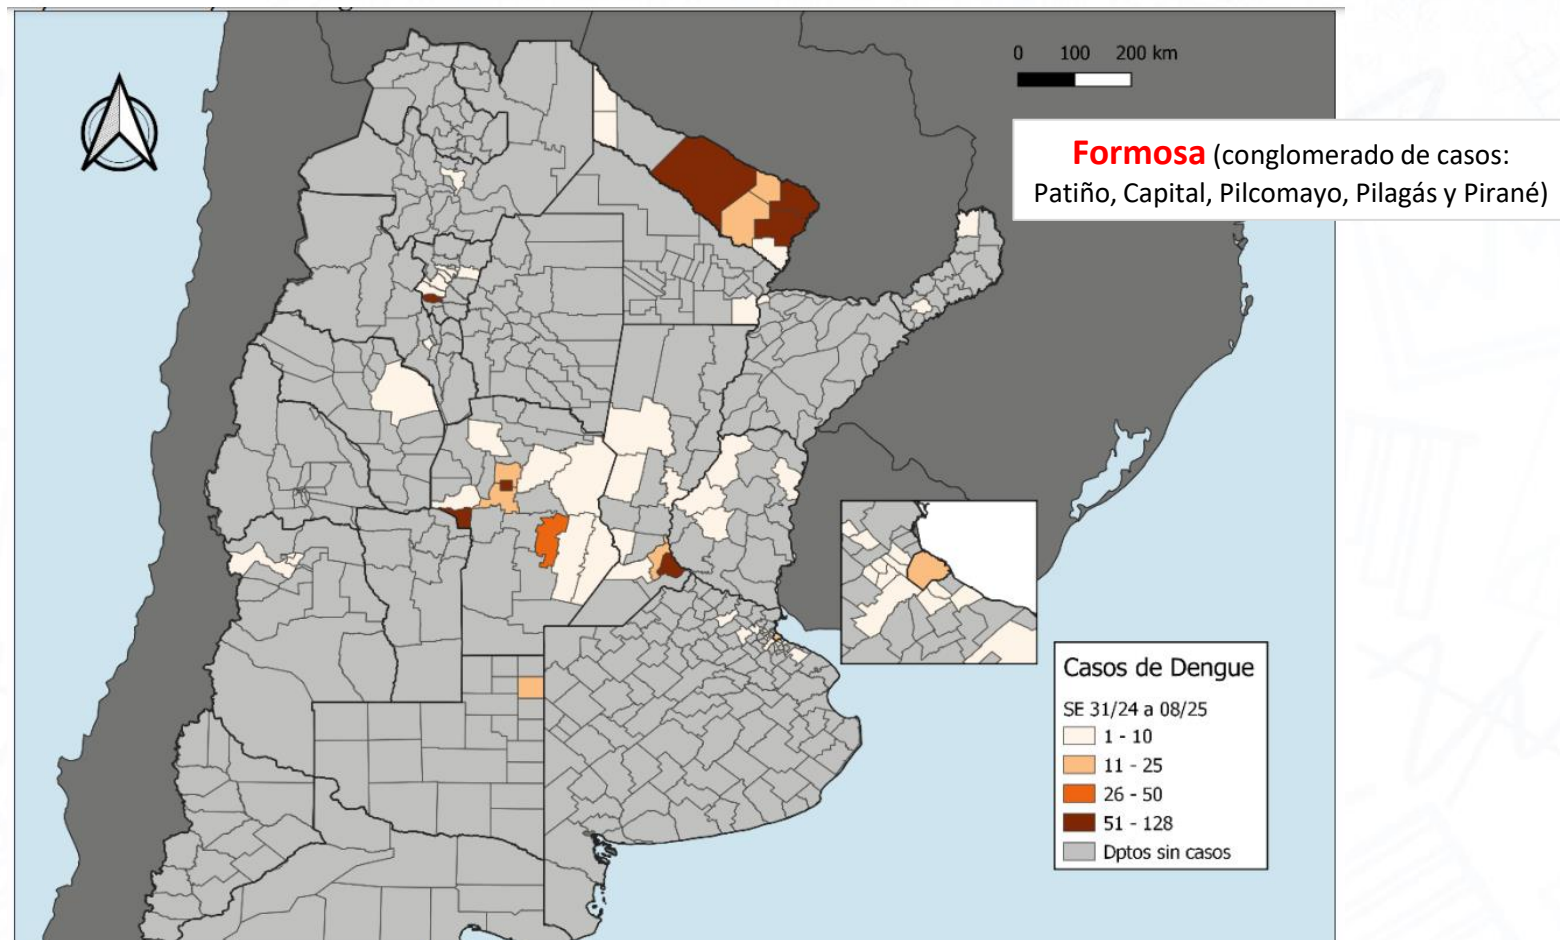 0 100 200 km
Formosa (conglomerado de casos:
Patiño, Capital, Pilcomayo, Pilagás y Pirané)
Casos de Dengue
SE 31/24 a 08/25
1 - 10
11 - 25
26 - 50
51 - 128
Dptos sin casos